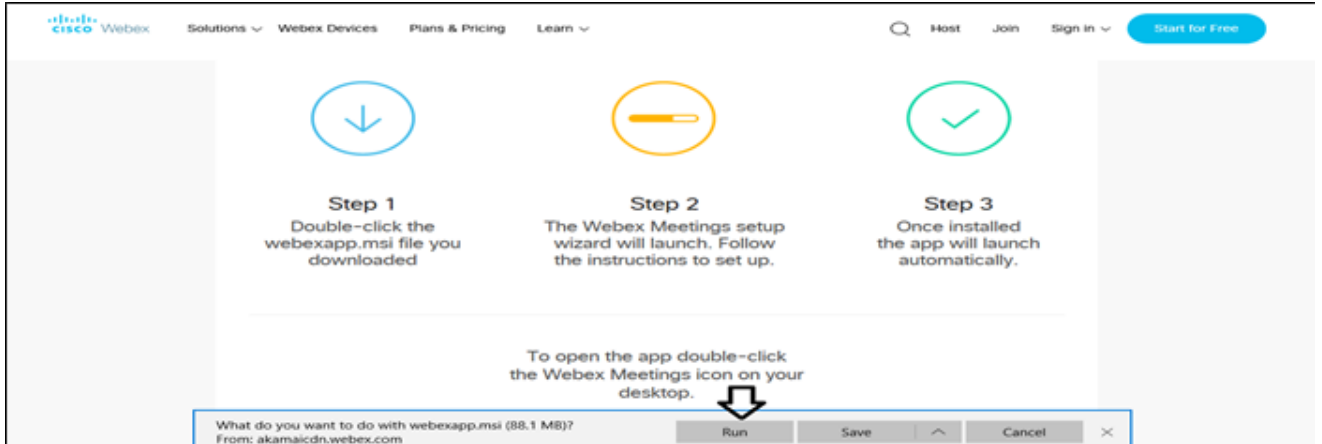 CISCO Webex Solutions Webex Devices Plans & Pricing Learn Host Join Sign In Start for Free
Step 1
Double-click the
webexapp.msi file you
downloaded
Step 2
The Webex Meetings setup
wizard will launch. Follow
the instructions to set up.
Step 3
Once installed
the app will launch
automatically.
To open the app double-click
the Webex Meetings icon on your
desktop.
What do you want to do with webexapp.msi (88.1 MB)?
From: akamaicdn.webex.com
Run Save Cancel